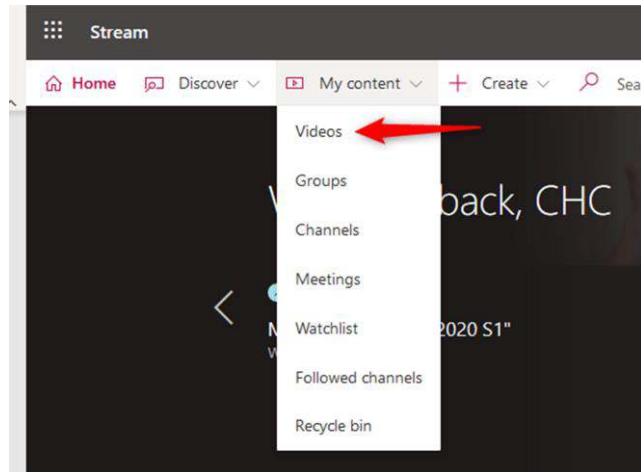 Stream
Home Discover My content Create
Videos
Groups
back, CHC
Channels
Meetings
Watchlist 2020 S1"
Followed channels
Recycle bin